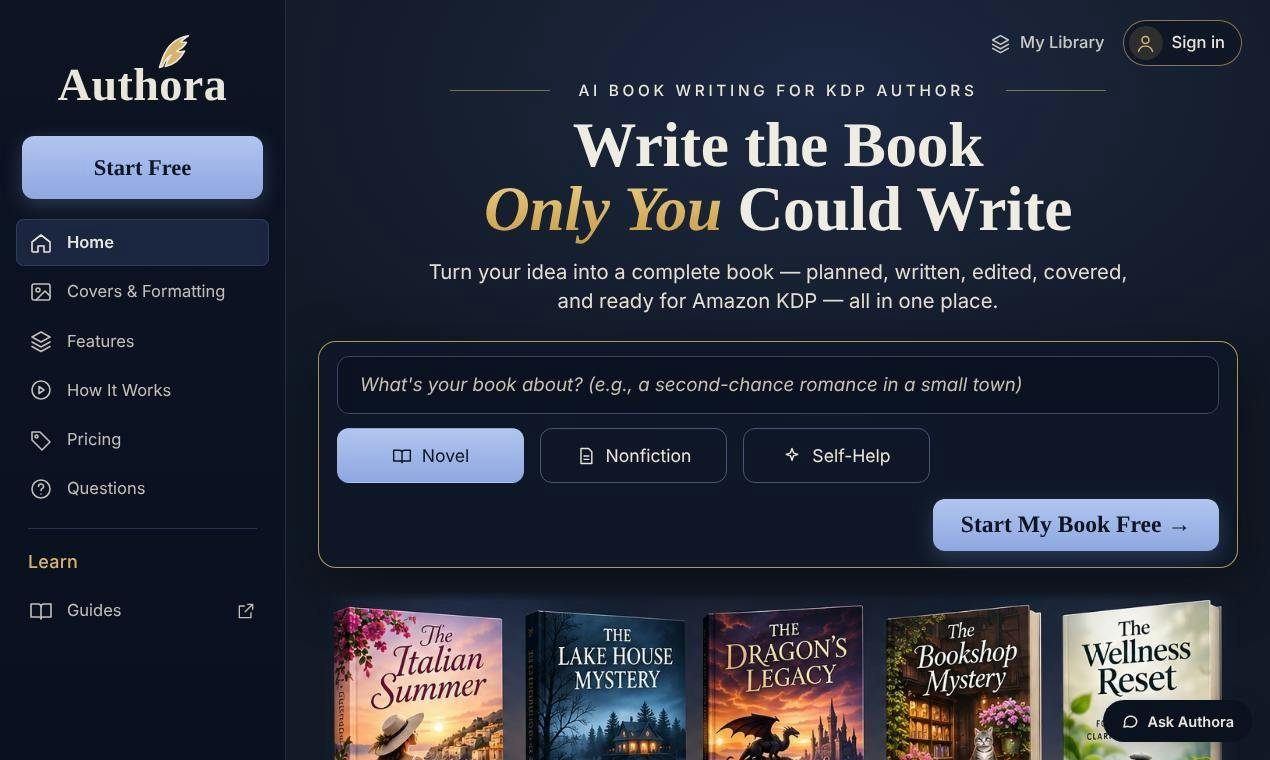 Authora
Start Free
Home
Covers & Formatting
Features
How It Works
Pricing
Questions
Learn
Guides
My Library
Sign in
AI BOOK WRITING FOR KDP AUTHORS
Write the Book
Only You Could Write
Turn your idea into a complete book — planned, written, edited, covered,
and ready for Amazon KDP — all in one place.
What's your book about? (e.g., a second-chance romance in a small town)
Novel
Nonfiction
Self-Help
Start My Book Free →
The
Italian
Summer
THE
LAKE HOUSE
MYSTERY
THE
DRAGON'S
LEGACY
The
Bookshop
Mystery
The
Wellness
Reset
Ask Authora